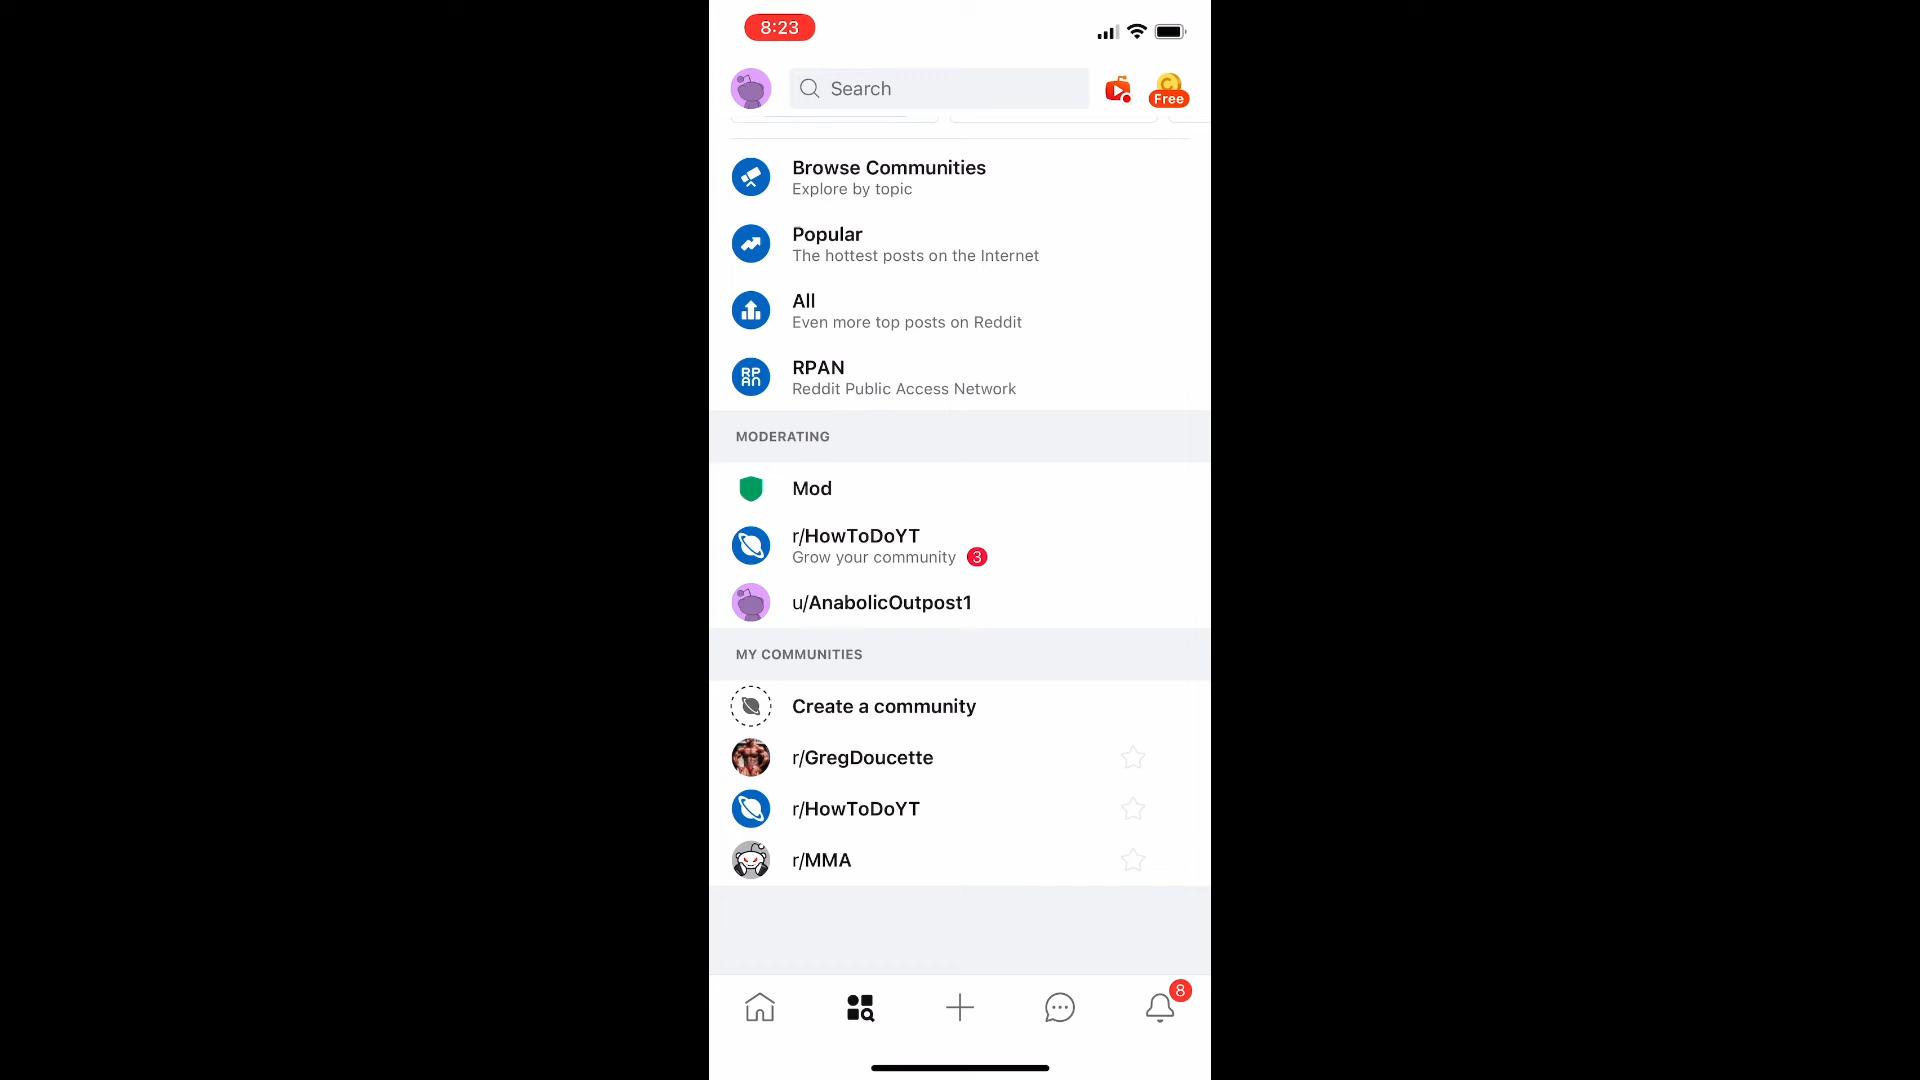 8:23
Search
Free
Browse Communities
Explore by topic
Popular
The hottest posts on the Internet
All
Even more top posts on Reddit
RPAN
RP
AN
Reddit Public Access Network
MODERATING
Mod
r/HowToDoYT
Grow your community 3
u/AnabolicOutpost1
MY COMMUNITIES
Create a community
r/GregDoucette
r/HowToDoYT
r/MMA
8